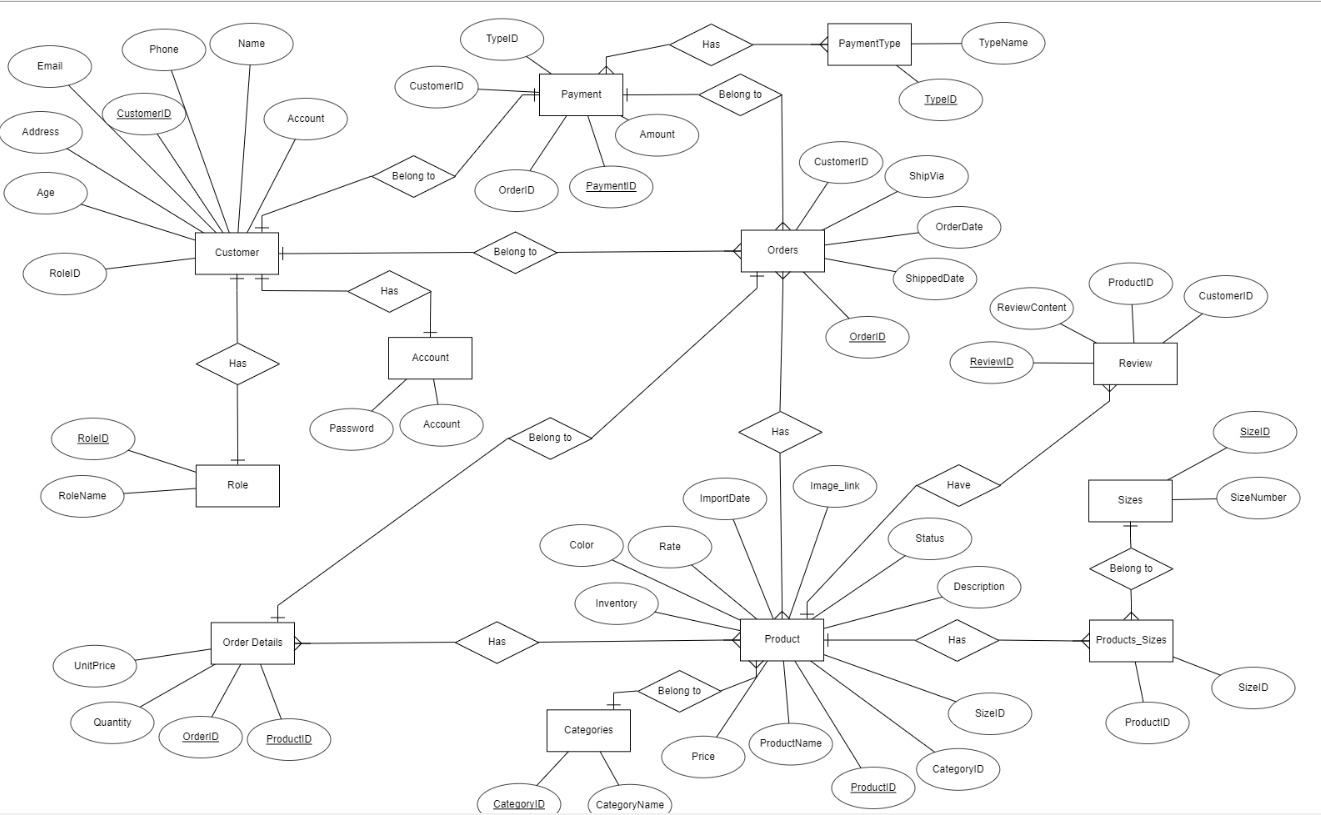 TypeID
Has
PaymentType
TypeName
Phone
Name
Email
CustomerID
Payment
Belong to
TypeID
CustomerID
Account
Address
Amount
Belong to
OrderID
PaymentID
CustomerID
ShipVia
Age
OrderDate
Customer
Belong to
Orders
RoleID
ShippedDate
Has
ProductID
CustomerID
ReviewContent
OrderID
Account
Has
ReviewID
Review
Password
Account
RoleID
Belong to
Has
SizeID
Role
RoleName
ImportDate
Image_link
Have
Sizes
SizeNumber
Color
Rate
Status
Belong to
Inventory
Description
Order Details
Has
Product
Has
Products_Sizes
UnitPrice
Belong to
SizeID
Quantity
OrderID
ProductID
Categories
Price
ProductName
SizeID
ProductID
CategoryID
ProductID
CategoryID
CategoryName